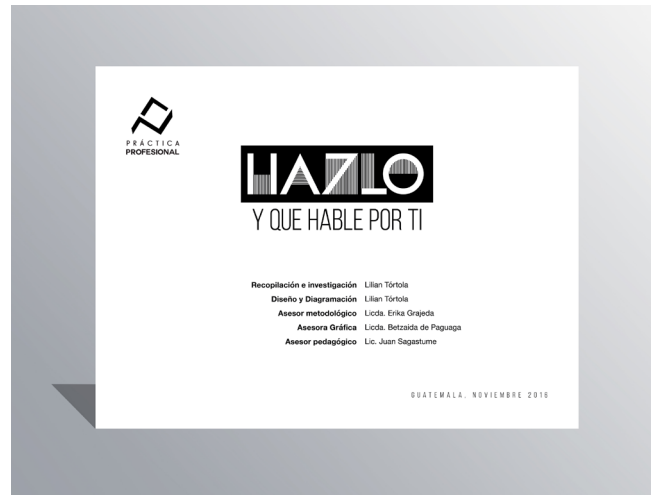 PRÁCTICA
PROFESIONAL
HAZLO
Y QUE HABLE POR TI
Recopilación e investigación Lilian Tórtola
Diseño y Diagramación Lilian Tórtola
Asesor metodológico Licda. Erika Grajeda
Asesora Gráfica Licda. Betzaida de Paguaga
Asesor pedagógico Lic. Juan Sagastume
GUATEMALA, NOVIEMBRE 2016